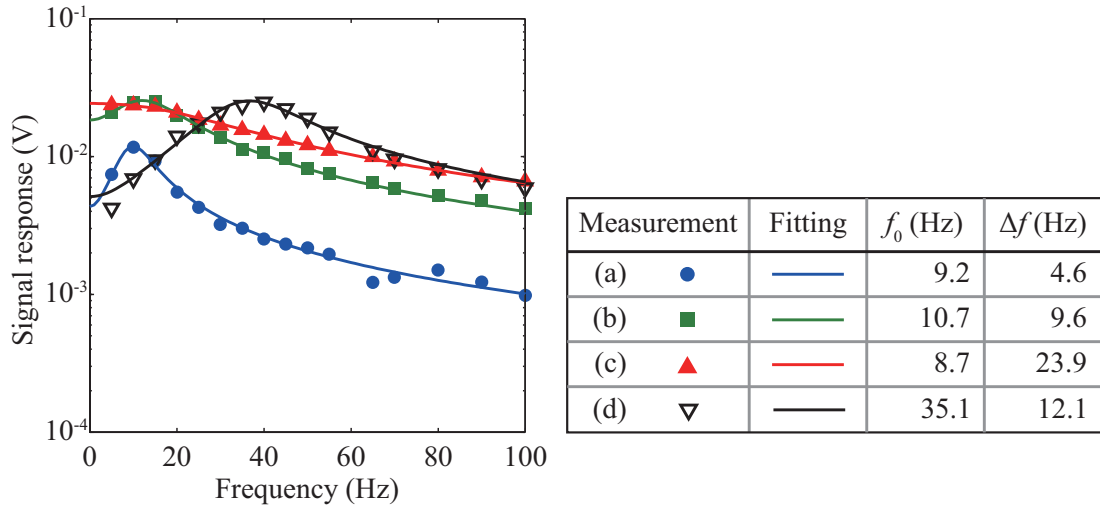 Signal response (V)
10⁻¹
10⁻²
10⁻³
10⁻⁴
0 20 40 60 80 100
Frequency (Hz)
Measurement Fitting f₀ (Hz) Δf (Hz)
(a) 9.2 4.6
(b) 10.7 9.6
(c) 8.7 23.9
(d) 35.1 12.1